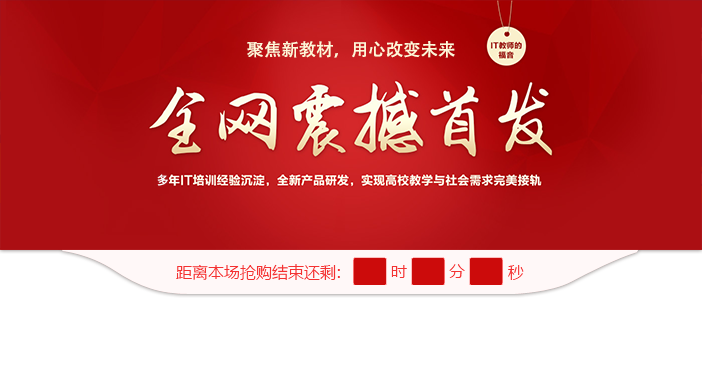 聚焦新教材，用心改变未来
IT教师的
福音
全网震撼首发
多年IT培训经验沉淀，全新产品研发，实现高校教学与社会需求完美接轨
距离本场抢购结束还剩: 时 分 秒